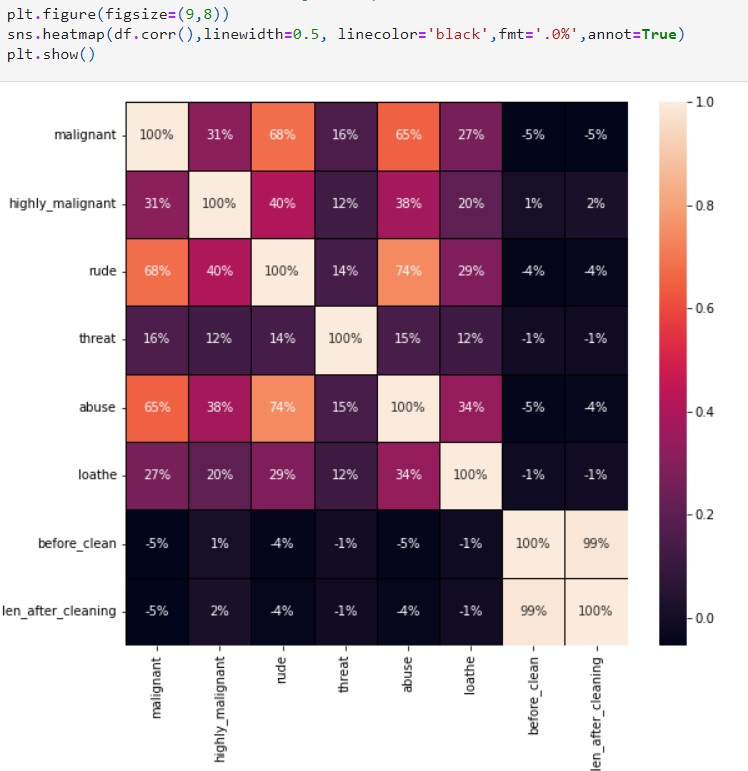 plt.figure(figsize=(9,8))
sns.heatmap(df.corr(),linewidth=0.5, linecolor='black',fmt='.0%',annot=True)
plt.show()
malignant 100% 31% 68% 16% 65% 27% -5% -5%
highly_malignant 31% 100% 40% 12% 38% 20% 1% 2%
rude 68% 40% 100% 14% 74% 29% -4% -4%
threat 16% 12% 14% 100% 15% 12% -1% -1%
abuse 65% 38% 74% 15% 100% 34% -5% -4%
loathe 27% 20% 29% 12% 34% 100% -1% -1%
before_clean -5% 1% -4% -1% -5% -1% 100% 99%
len_after_cleaning -5% 2% -4% -1% -4% -1% 99% 100%
malignant
highly_malignant
rude
threat
abuse
loathe
before_clean
len_after_cleaning
1.0
0.8
0.6
0.4
0.2
0.0